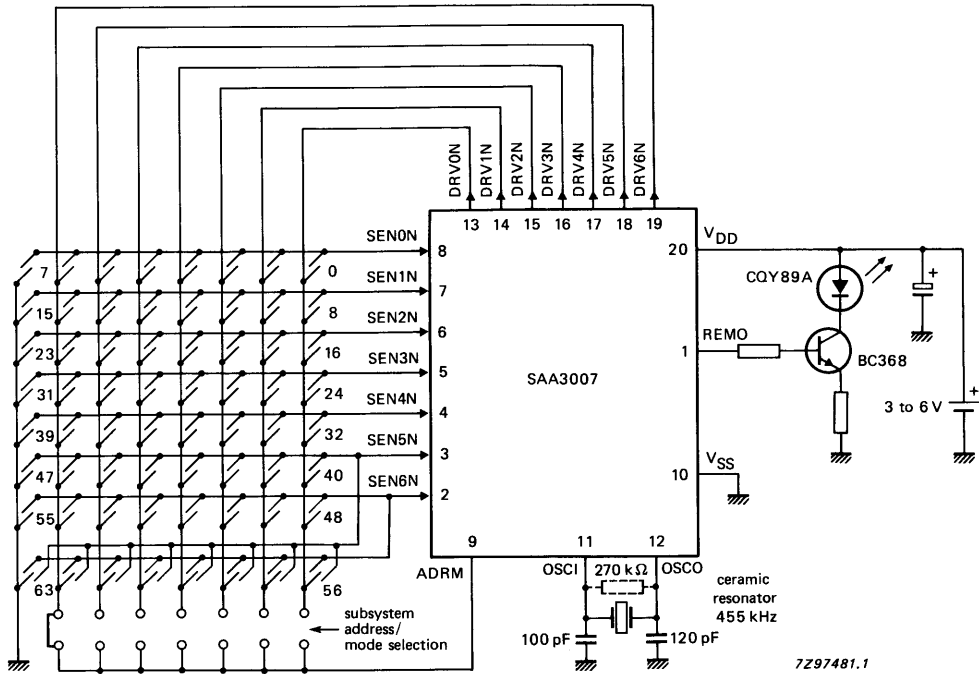 DRV0N
DRV1N
DRV2N
DRV3N
DRV4N
DRV5N
DRV6N
13 14 15 16 17 18 19
SEN0N 8
7 0
SEN1N 7
15 8
SEN2N 6
23 16
SEN3N 5
31 24
SEN4N 4
39 32
SEN5N 3
47 40
SEN6N 2
55 48
63 56
SAA3007
20 VDD
CQY89A
+
REMO
1
BC368
+
3 to 6 V
VSS
10
9 11 12
ADRM
OSCI 270 kΩ OSCO
ceramic
resonator
455 kHz
100 pF 120 pF
subsystem
address/
mode selection
7Z97481.1